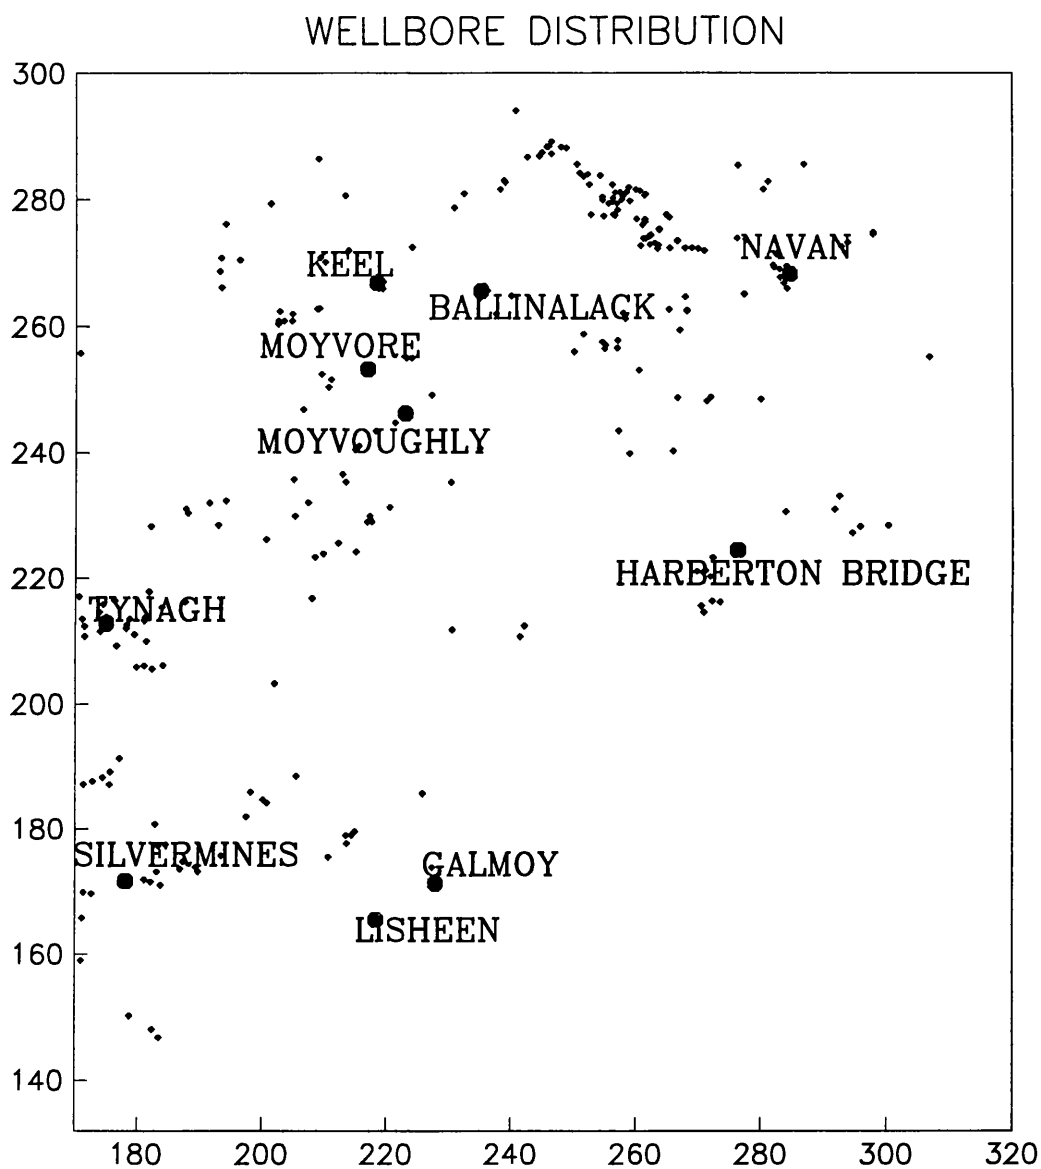 WELLBORE DISTRIBUTION
300
280
260
240
220
200
180
160
140
NAVAN
KEEL
BALLINALACK
MOYVORE
MOYVOUGHLY
HARBERTON BRIDGE
TYNAGH
SILVERMINES
GALMOY
LISHEEN
180 200 220 240 260 280 300 320